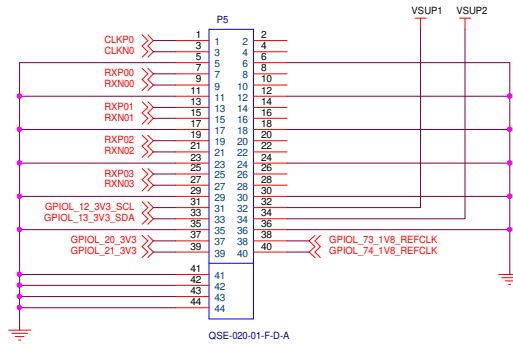 VSUP1 VSUP2
P5
CLKP0 1 1 2 2
CLKN0 3 3 4 4
5 5 6 6
RXP00 7 7 8 8
RXN00 9 9 10 10
11 11 12 12
RXP01 13 13 14 14
RXN01 15 15 16 16
17 17 18 18
RXP02 19 19 20 20
RXN02 21 21 22 22
23 23 24 24
RXP03 25 25 26 26
RXN03 27 27 28 28
29 29 30 30
GPIOL_12_3V3_SCL 31 31 32 32
GPIOL_13_3V3_SDA 33 33 34 34
35 35 36 36
GPIOL_20_3V3 37 37 38 38 GPIOL_73_1V8_REFCLK
GPIOL_21_3V3 39 39 40 40 GPIOL_74_1V8_REFCLK
41 41
42 42
43 43
44 44
QSE-020-01-F-D-A